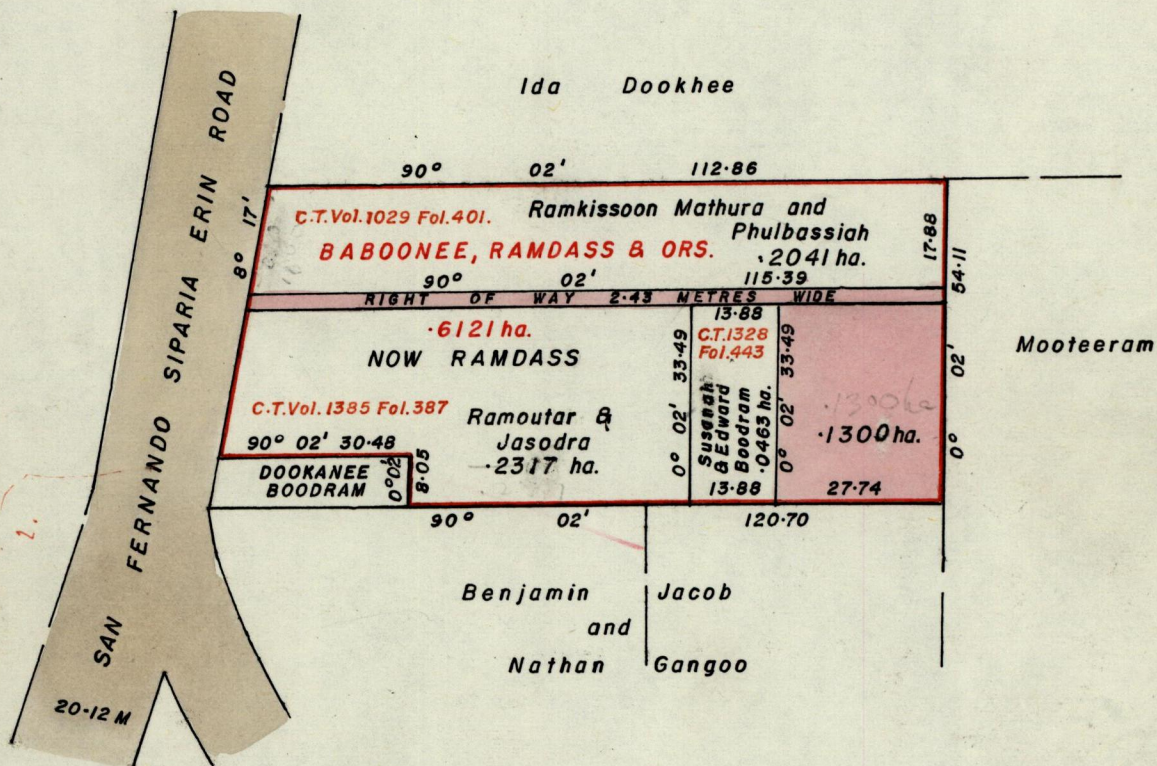 Ida Dookhee
90° 02' 112·86
SAN FERNANDO SIPARIA ERIN ROAD
8° 17'
C.T.Vol.1029 Fol.401.
Ramkissoon Mathura and
Phulbassiah
BABOONEE, RAMDASS & ORS.
·2041 ha.
17·88
54·11
90° 02' 115·39
RIGHT OF WAY 2·43 METRES WIDE
·6121 ha.
NOW RAMDASS
C.T.Vol.1385 Fol.387
Ramoutar &
Jasodra
·2317 ha.
0° 02' 33·49
13·88
C.T.1328
Fol.443
Susannah
& Edward
Boodram
·0463 ha.
13·88
0° 02' 33·49
·1300ha
·1300ha.
27·74
0° 02'
Mooteeram
90° 02' 30·48
DOOKANEE
BOODRAM
0°02'
8·05
90° 02' 120·70
Benjamin Jacob
and
Nathan Gangoo
20·12 M
2.